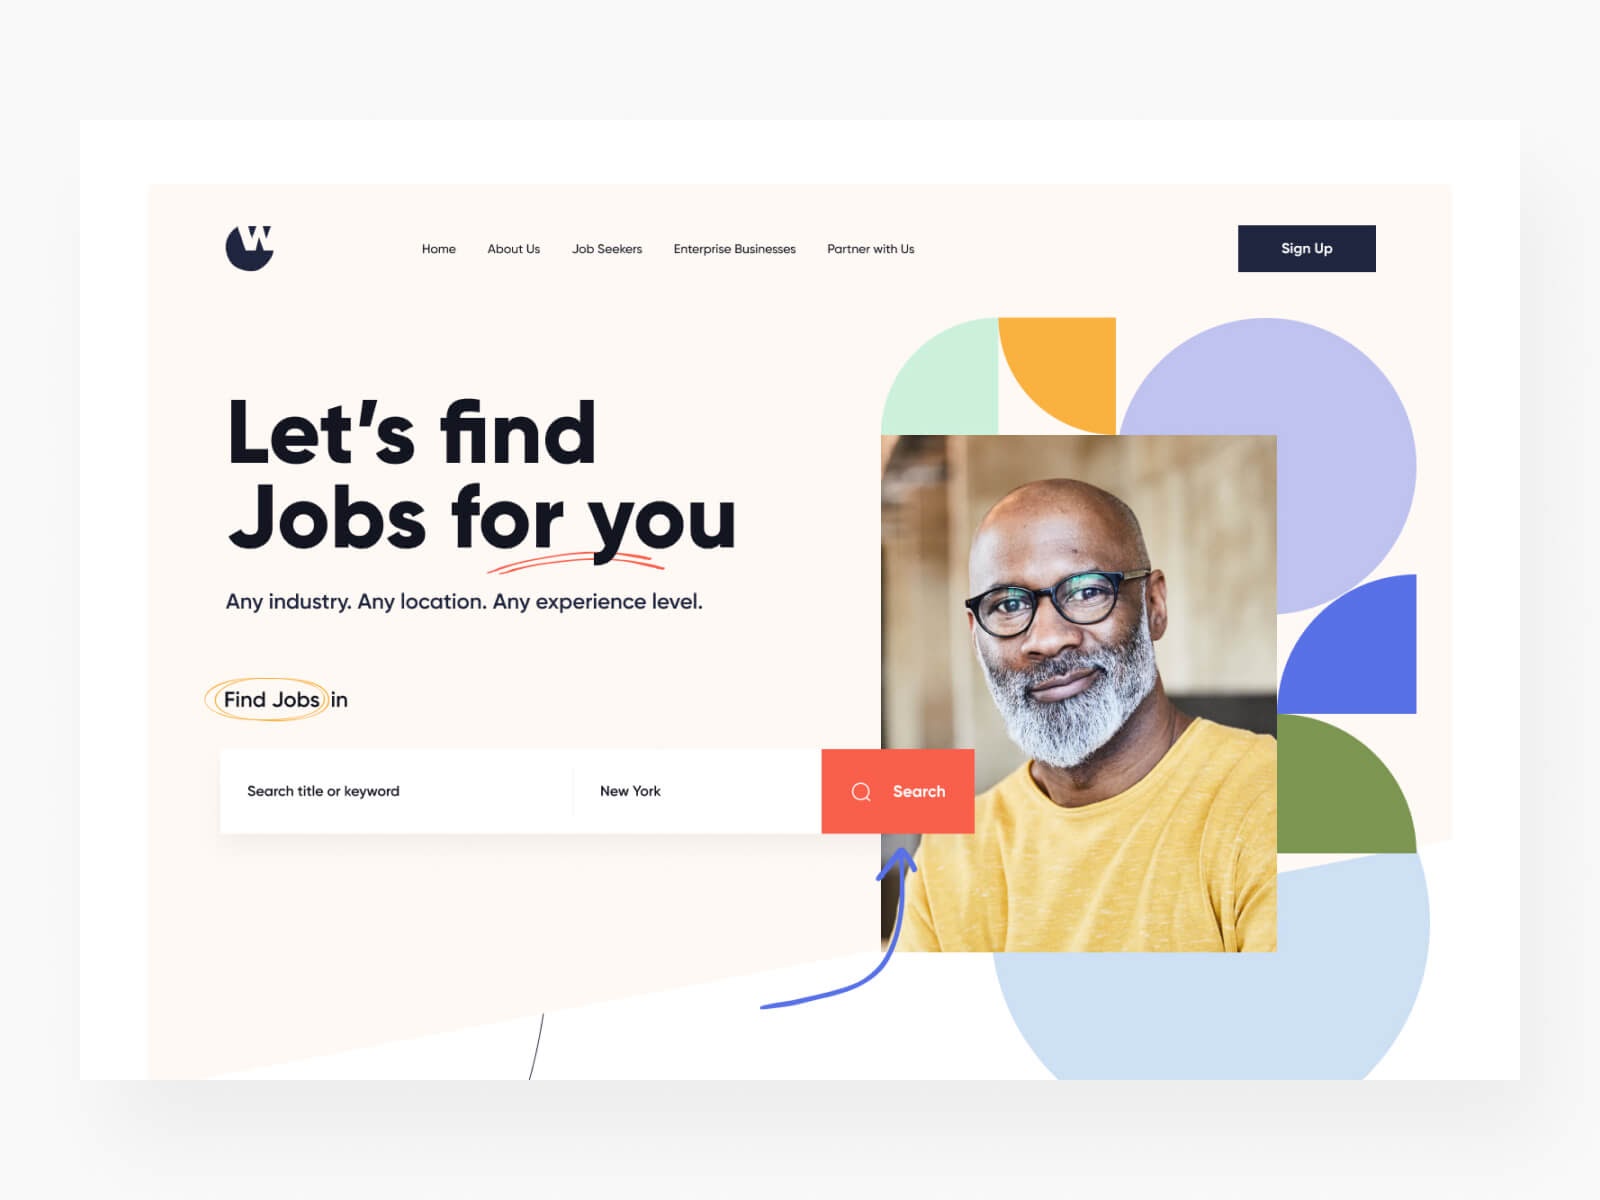 W
Home About Us Job Seekers Enterprise Businesses Partner with Us Sign Up
Let’s find
Jobs for you
Any industry. Any location. Any experience level.
Find Jobs in
Search title or keyword New York Search